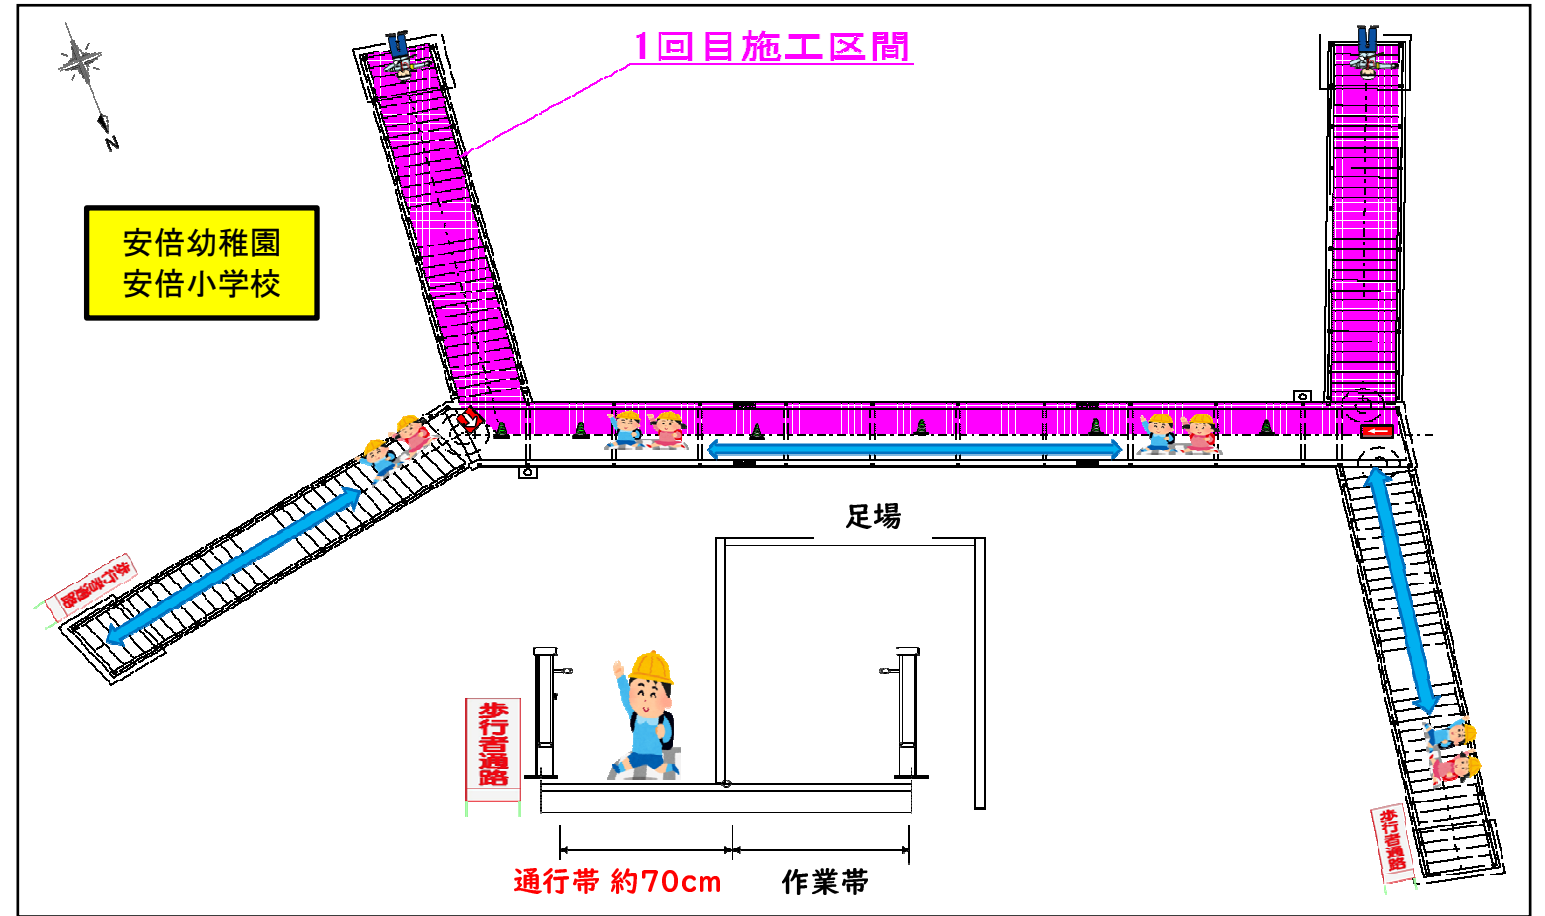 1回目施工区間
N
安倍幼稚園
安倍小学校
足場
歩行者通路
歩行者通路
歩行者通路
通行帯 約70cm
作業帯